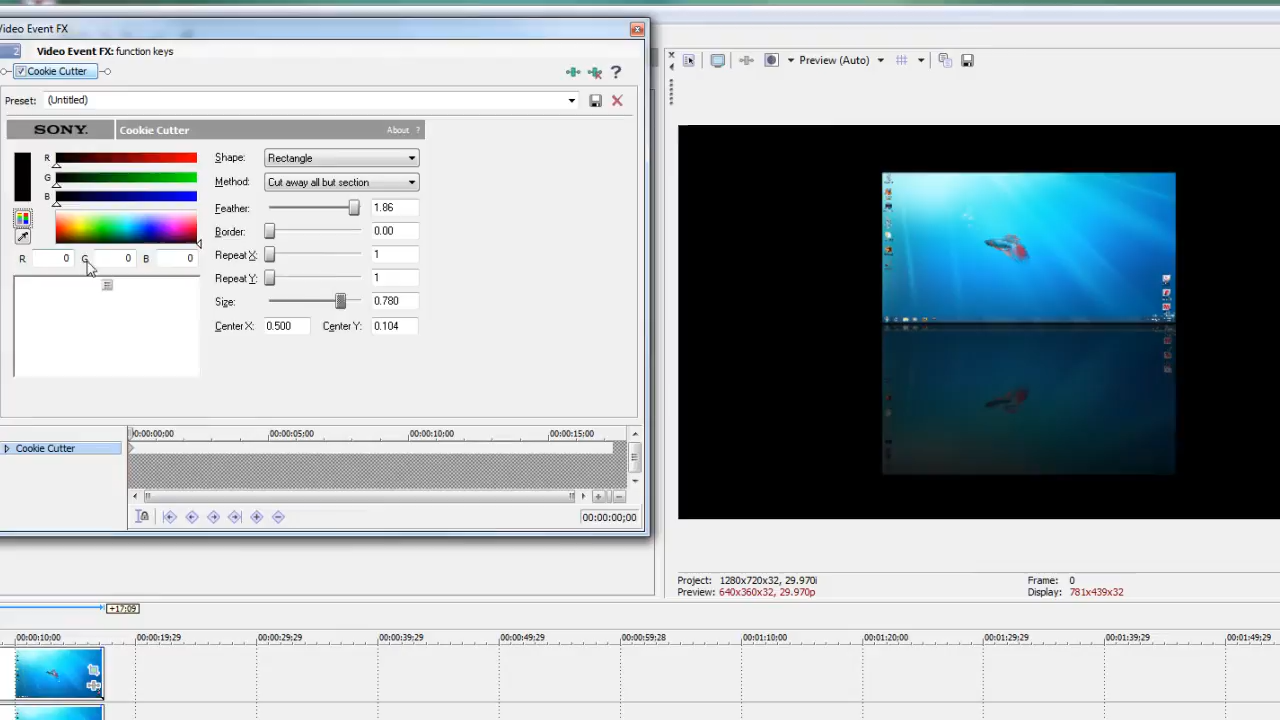 Video Event FX
2
Video Event FX: function keys
Cookie Cutter
?
Preview (Auto)
Preset:
(Untitled)
SONY.
Cookie Cutter
About ?
R
G
B
Shape:
Rectangle
Method:
Cut away all but section
Feather:
1.86
Border:
0.00
Repeat X:
1
Repeat Y:
1
Size:
0.780
Center X:
0.500
Center Y:
0.104
R
0
G
0
B
0
00:00:00;00
00:00:05;00
00:00:10;00
00:00:15;00
Cookie Cutter
00:00:00;00
Project: 1280x720x32, 29.970i
Preview: 640x360x32, 29.970p
Frame: 0
Display: 781x439x32
+17:09
00:00:10;00
00:00:19;29
00:00:29;29
00:00:39;29
00:00:49;29
00:00:59;28
00:01:10;00
00:01:20;00
00:01:29;29
00:01:39;29
00:01:49;29